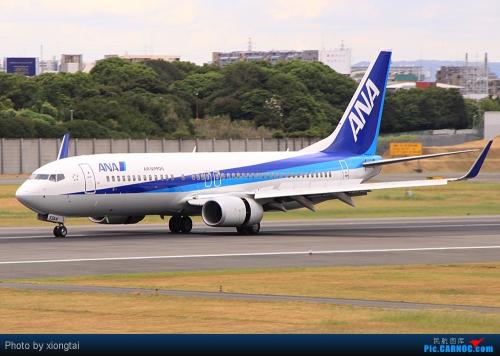 ANA
ANA
Photo by xiongtai
民航图库
Pic.CARNOC.com